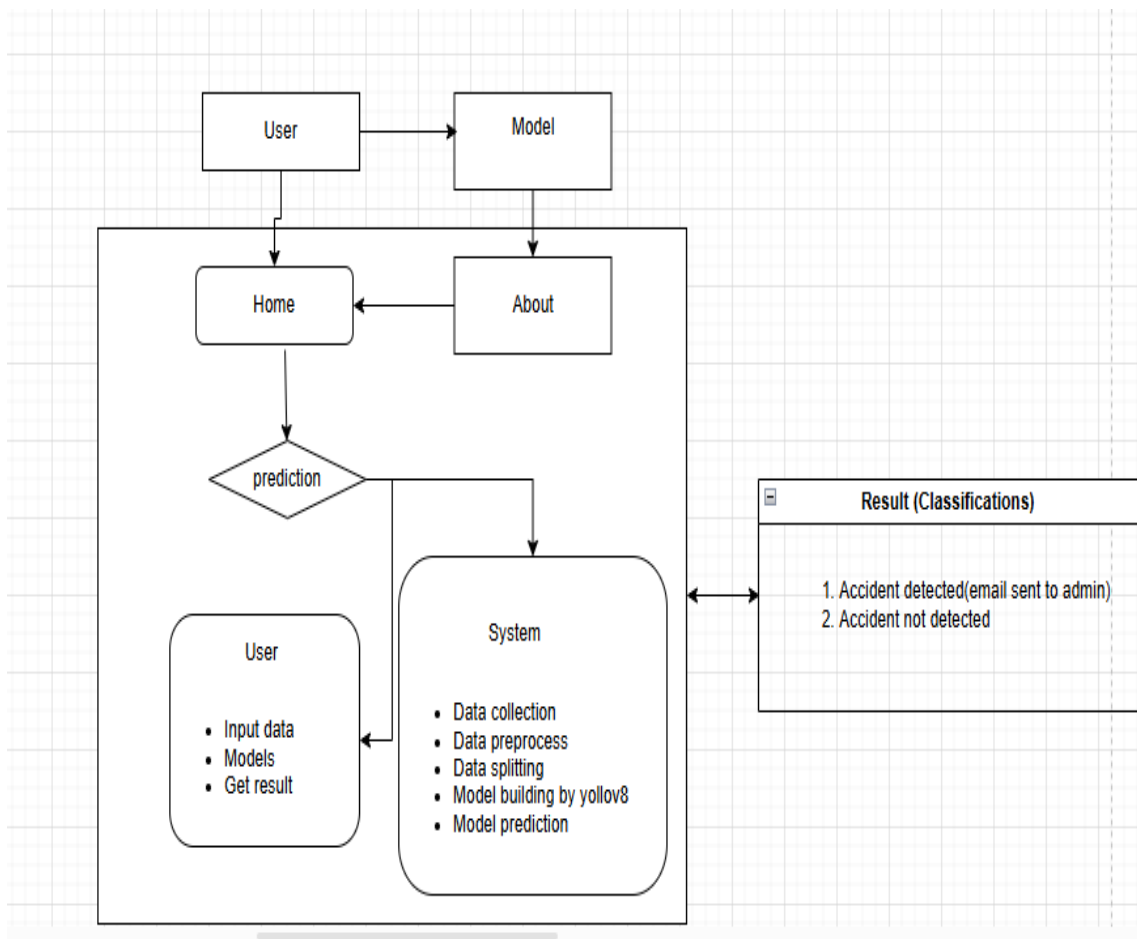 User
Model
Home
About
prediction
Result (Classifications)
1. Accident detected(email sent to admin)
2. Accident not detected
User
• Input data
• Models
• Get result
System
• Data collection
• Data preprocess
• Data splitting
• Model building by yollov8
• Model prediction